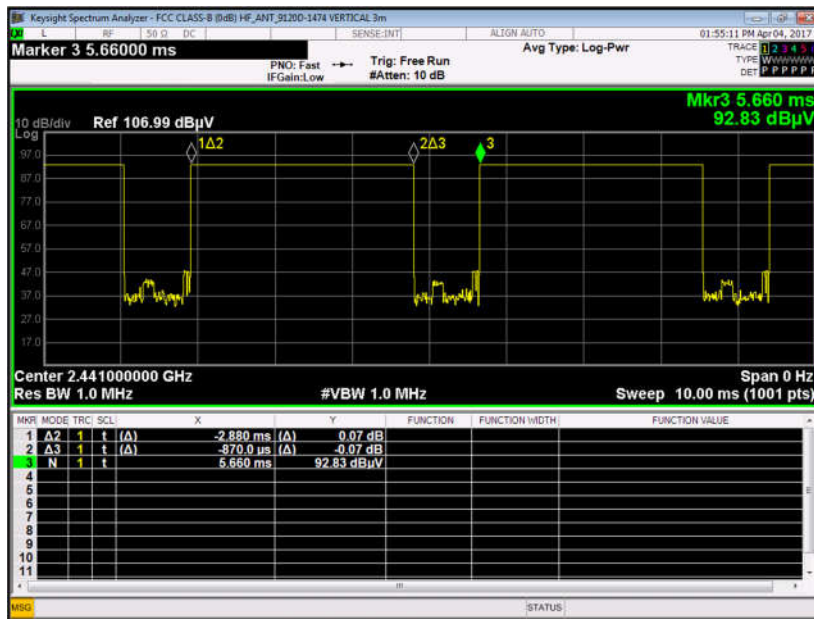 Keysight Spectrum Analyzer - FCC CLASS-B (0dB) HF_ANT_9120D-1474 VERTICAL 3m
L RF 50 Ω DC SENSE:INT ALIGN AUTO 01:55:11 PM Apr 04, 2017
Marker 3 5.66000 ms
PNO: Fast
IFGain:Low
Trig: Free Run
#Atten: 10 dB
Avg Type: Log-Pwr
TRACE 1 2 3 4 5
TYPE WWWWWW
DET P P P P P P
Mkr3 5.660 ms
92.83 dBµV
10 dB/div Ref 106.99 dBµV
Log
1Δ2 2Δ3 3
97.0
87.0
77.0
67.0
57.0
47.0
37.0
27.0
17.0
Center 2.441000000 GHz Span 0 Hz
Res BW 1.0 MHz #VBW 1.0 MHz Sweep 10.00 ms (1001 pts)
MKR MODE TRC SCL X Y FUNCTION FUNCTION WIDTH FUNCTION VALUE
1 Δ2 1 t (Δ) -2.880 ms (Δ) 0.07 dB
2 Δ3 1 t (Δ) -870.0 µs (Δ) -0.07 dB
3 N 1 t 5.660 ms 92.83 dBµV
4
5
6
7
8
9
10
11
MSG STATUS